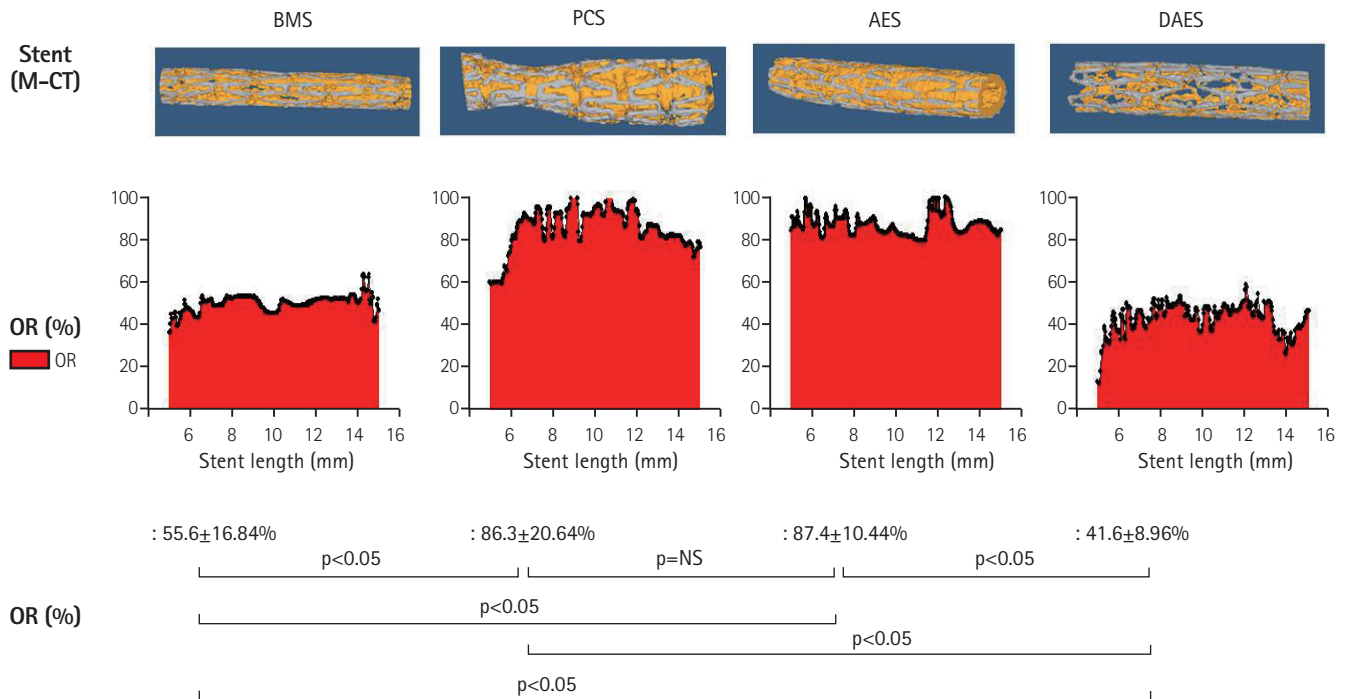 BMS PCS AES DAES
Stent
(M-CT)
100 100 100 100
80 80 80 80
60 60 60 60
OR (%)
40 40 40 40
OR
20 20 20 20
0 0 0 0
4 6 8 10 12 14 16 4 6 8 10 12 14 16 4 6 8 10 12 14 16 4 6 8 10 12 14 16
Stent length (mm) Stent length (mm) Stent length (mm) Stent length (mm)
: 55.6±16.84% : 86.3±20.64% : 87.4±10.44% : 41.6±8.96%
p<0.05 p=NS p<0.05
OR (%)
p<0.05
p<0.05
p<0.05